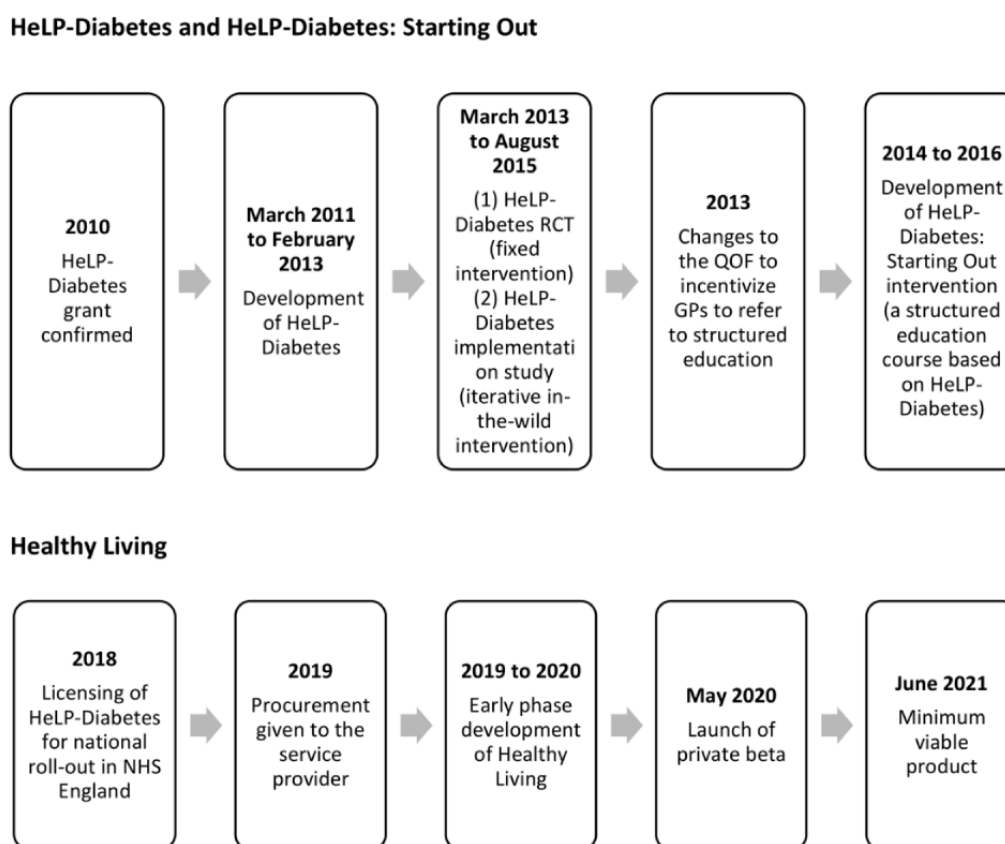 HeLP-Diabetes and HeLP-Diabetes: Starting Out
2010
HeLP-
Diabetes
grant
confirmed
March 2011
to February
2013
Development
of HeLP-
Diabetes
March 2013
to August
2015
(1) HeLP-
Diabetes RCT
(fixed
intervention)
(2) HeLP-
Diabetes
implementati
on study
(iterative in-
the-wild
intervention)
2013
Changes to
the QOF to
incentivize
GPs to refer
to structured
education
2014 to 2016
Development
of HeLP-
Diabetes:
Starting Out
intervention
(a structured
education
course based
on HeLP-
Diabetes)
Healthy Living
2018
Licensing of
HeLP-Diabetes
for national
roll-out in NHS
England
2019
Procurement
given to the
service
provider
2019 to 2020
Early phase
development
of Healthy
Living
May 2020
Launch of
private beta
June 2021
Minimum
viable
product